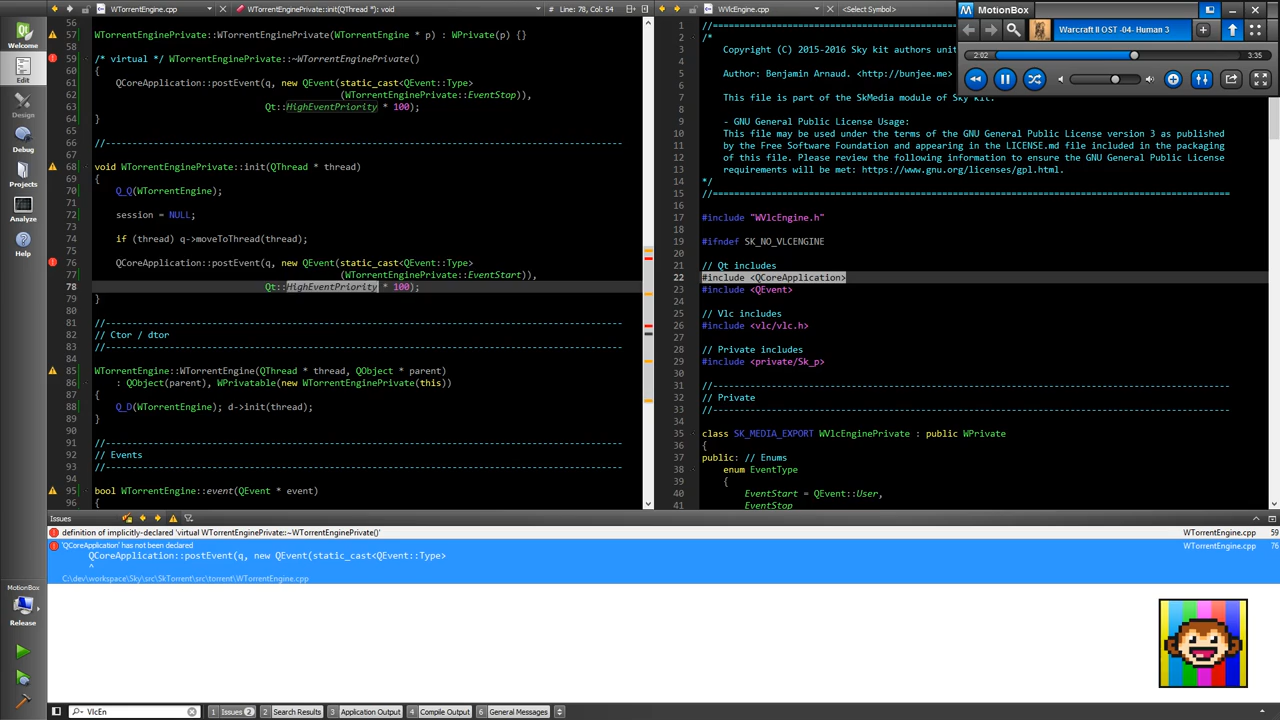 WTorrentEngine.cpp
WTorrentEnginePrivate::init(QThread *): void
Line: 78, Col: 54
WVlcEngine.cpp
<Select Symbol>
MotionBox
Warcraft II OST -04- Human 3
2:02
3:35
Welcome
Edit
Design
Debug
Projects
Analyze
Help
MotionBox
Release
56
57 WTorrentEnginePrivate::WTorrentEnginePrivate(WTorrentEngine * p) : WPrivate(p) {}
58
59 /* virtual */ WTorrentEnginePrivate::~WTorrentEnginePrivate()
60 {
61 QCoreApplication::postEvent(q, new QEvent(static_cast<QEvent::Type>
62 (WTorrentEnginePrivate::EventStop)),
63 Qt::HighEventPriority * 100);
64 }
65
66 //----------------------------------------------------------------------------------------------------
67
68 void WTorrentEnginePrivate::init(QThread * thread)
69 {
70 Q_Q(WTorrentEngine);
71
72 session = NULL;
73
74 if (thread) q->moveToThread(thread);
75
76 QCoreApplication::postEvent(q, new QEvent(static_cast<QEvent::Type>
77 (WTorrentEnginePrivate::EventStart)),
78 Qt::HighEventPriority * 100);
79 }
80
81 //----------------------------------------------------------------------------------------------------
82 // Ctor / dtor
83 //----------------------------------------------------------------------------------------------------
84
85 WTorrentEngine::WTorrentEngine(QThread * thread, QObject * parent)
86 : QObject(parent), WPrivatable(new WTorrentEnginePrivate(this))
87 {
88 Q_D(WTorrentEngine); d->init(thread);
89 }
90
91 //----------------------------------------------------------------------------------------------------
92 // Events
93 //----------------------------------------------------------------------------------------------------
94
95 bool WTorrentEngine::event(QEvent * event)
96 {
1 //==================================================
2 /*
3 Copyright (C) 2015-2016 Sky kit authors unit
4
5 Author: Benjamin Arnaud. <http://bunjee.me>
6
7 This file is part of the SkMedia module of Sky kit.
8
9 - GNU General Public License Usage:
10 This file may be used under the terms of the GNU General Public License version 3 as published
11 by the Free Software Foundation and appearing in the LICENSE.md file included in the packaging
12 of this file. Please review the following information to ensure the GNU General Public License
13 requirements will be met: https://www.gnu.org/licenses/gpl.html.
14 */
15 //====================================================================================================
16
17 #include "WVlcEngine.h"
18
19 #ifndef SK_NO_VLCENGINE
20
21 // Qt includes
22 #include <QCoreApplication>
23 #include <QEvent>
24
25 // Vlc includes
26 #include <vlc/vlc.h>
27
28 // Private includes
29 #include <private/Sk_p>
30
31 //----------------------------------------------------------------------------------------------------
32 // Private
33 //----------------------------------------------------------------------------------------------------
34
35 class SK_MEDIA_EXPORT WVlcEnginePrivate : public WPrivate
36 {
37 public: // Enums
38 enum EventType
39 {
40 EventStart = QEvent::User,
41 EventStop
Issues
definition of implicitly-declared 'virtual WTorrentEnginePrivate::~WTorrentEnginePrivate()' WTorrentEngine.cpp 59
'QCoreApplication' has not been declared WTorrentEngine.cpp 76
QCoreApplication::postEvent(q, new QEvent(static_cast<QEvent::Type>
^
C:\dev\workspace\Sky\src\SkTorrent\src\torrent\WTorrentEngine.cpp
VlcEn
1 Issues 2
2 Search Results
3 Application Output
4 Compile Output
6 General Messages